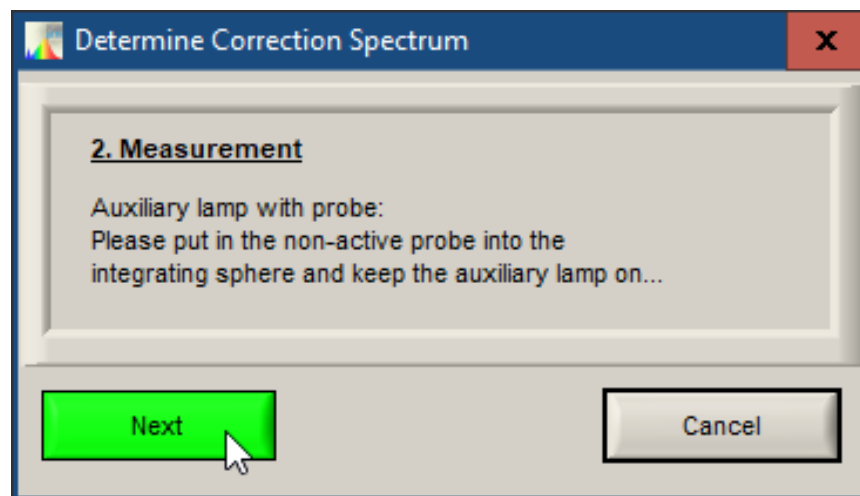 Determine Correction Spectrum
X
2. Measurement
Auxiliary lamp with probe:
Please put in the non-active probe into the
integrating sphere and keep the auxiliary lamp on...
Next
Cancel